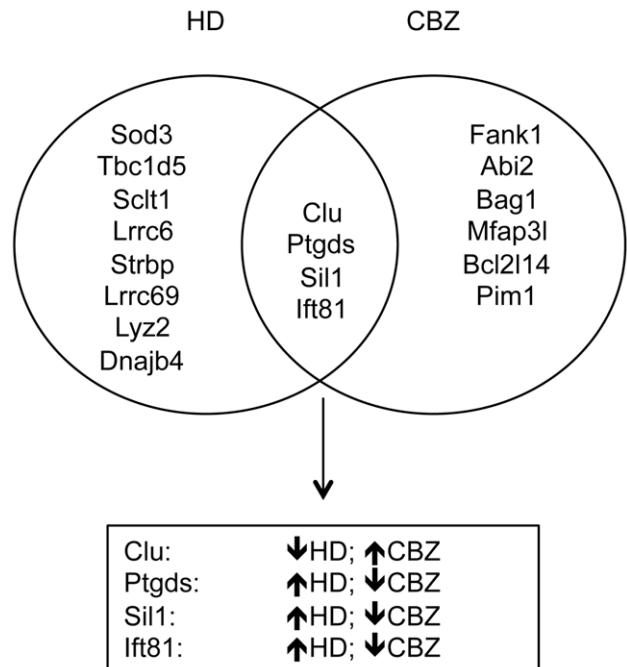 HD
CBZ
Sod3
Tbc1d5
Sclt1
Lrrc6
Strbp
Lrrc69
Lyz2
Dnajb4
Clu
Ptgds
Sil1
Ift81
Fank1
Abi2
Bag1
Mfap3l
Bcl2l14
Pim1
Clu: ↓HD; ↑CBZ
Ptgds: ↑HD; ↓CBZ
Sil1: ↑HD; ↓CBZ
Ift81: ↑HD; ↓CBZ